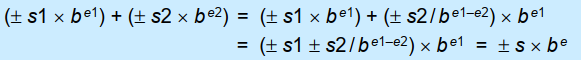 (± s1 × b^e1) + (± s2 × b^e2) = (± s1 × b^e1) + (± s2 / b^e1–e2) × b^e1
= (± s1 ± s2 / b^e1–e2) × b^e1 = ± s × b^e